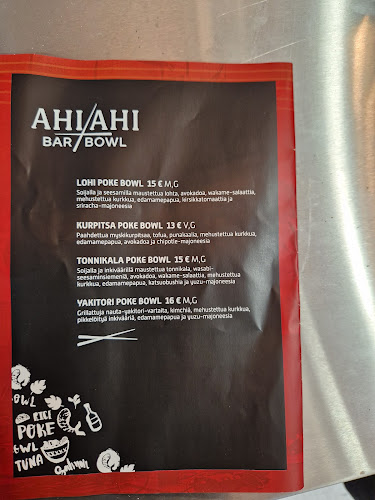 AHI/AHI
BAR/BOWL
LOHI POKE BOWL 15 € M,G
Soijalla ja seesamilla maustettua lohta, avokadoa, wakame-salaattia,
mehustettua kurkkua, edamamepapua, kirsikkatomaattia ja
sriracha-majoneesia
KURPITSA POKE BOWL 13 € V,G
Paahdettua myskikurpitsaa, tofua, punakaalia, mehustettua kurkkua,
edamamepapua, avokadoa ja chipotle-majoneesia
TONNIKALA POKE BOWL 15 € M,G
Soijalla ja inkiväärillä maustettua tonnikalaa, wasabi-
seesaminsiemeniä, avokadoa, wakame-salaattia, mehustettua
kurkkua, edamamepapua, katsuobushia ja yuzu-majoneesia
YAKITORI POKE BOWL 16 € M,G
Grillattuja nauta-yakitori-vartaita, kimchiä, mehustettua kurkkua,
pikkelöityä inkivääriä, edamamepapua ja yuzu-majoneesia
OWL
RICE
POKE
OWL
TUNA